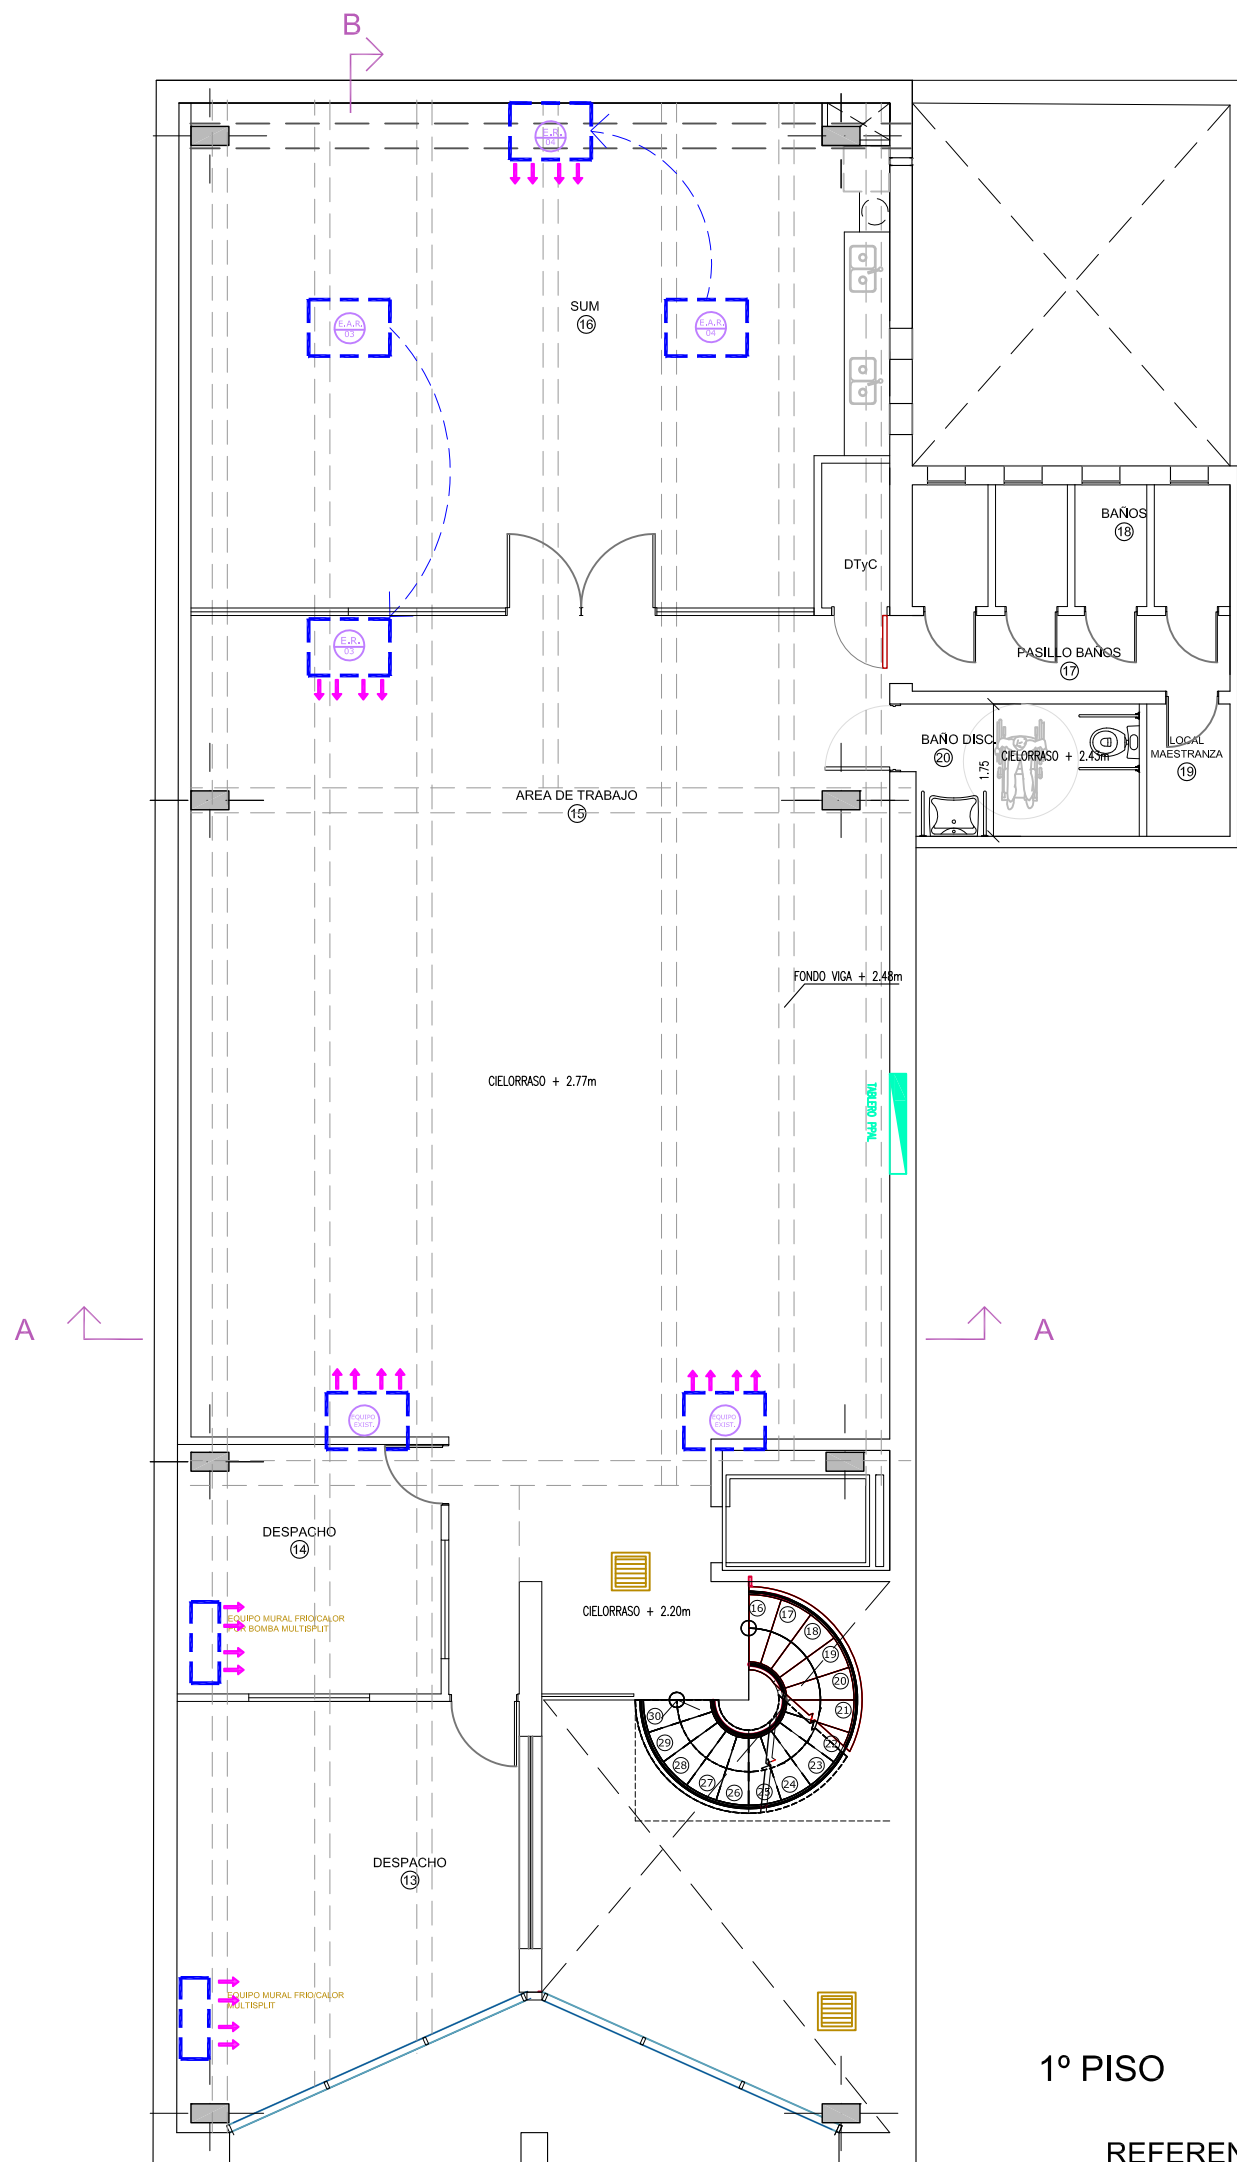 B
E.R.
04
SUM
16
E.A.R.
03
E.A.R.
04
BAÑOS
18
DTyC
E.R.
03
PASILLO BAÑOS
17
BAÑO DISC.
20
CIELORRASO + 2.43m
LOCAL
MAESTRANZA
19
1.75
AREA DE TRABAJO
15
FONDO VIGA + 2.48m
CIELORRASO + 2.77m
TABLERO PPAL
A
A
EQUIPO
EXIST.
EQUIPO
EXIST.
DESPACHO
14
EQUIPO MURAL FRIO/CALOR
POR BOMBA MULTISPLIT
CIELORRASO + 2.20m
16
17
18
19
20
21
22
23
24
25
26
27
28
29
30
DESPACHO
13
EQUIPO MURAL FRIO/CALOR
MULTISPLIT
1º PISO
REFEREN